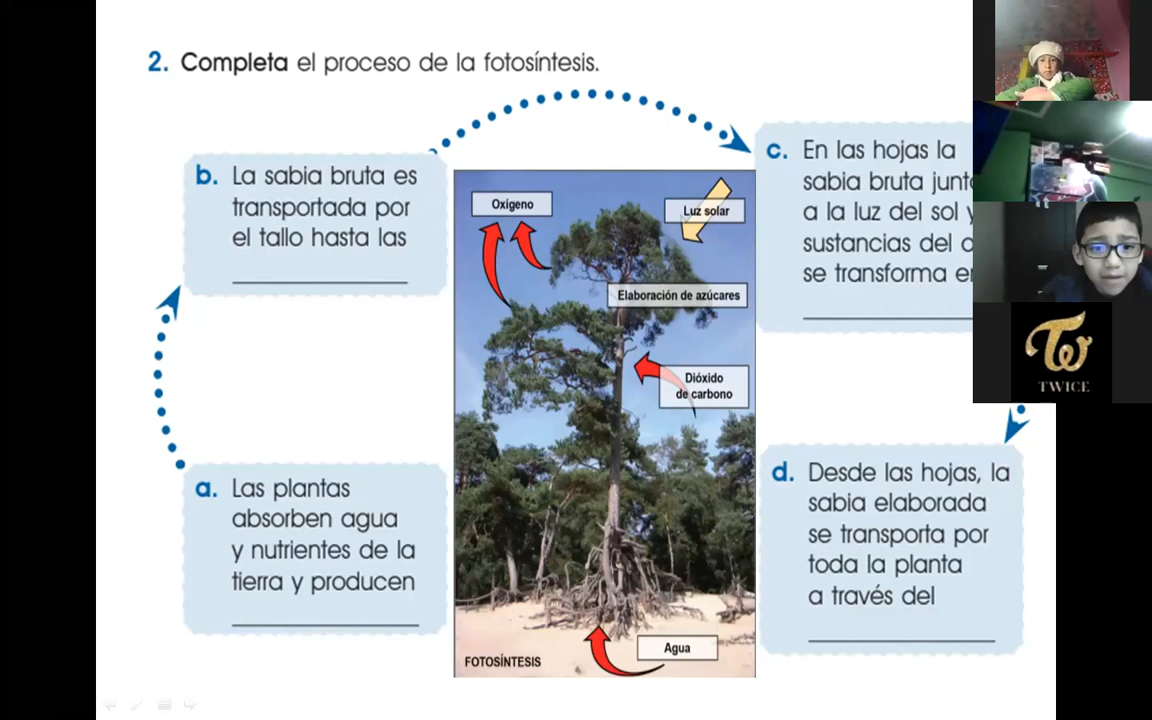 2. Completa el proceso de la fotosíntesis.
b. La sabia bruta es
transportada por
el tallo hasta las
c. En las hojas la
sabia bruta
a la luz del sol y
sustancias del
se transforma
a. Las plantas
absorben agua
y nutrientes de la
tierra y producen
d. Desde las hojas, la
sabia elaborada
se transporta por
toda la planta
a través del
Oxígeno
Luz solar
Elaboración de azúcares
Dióxido
de carbono
Agua
FOTOSÍNTESIS
TWICE